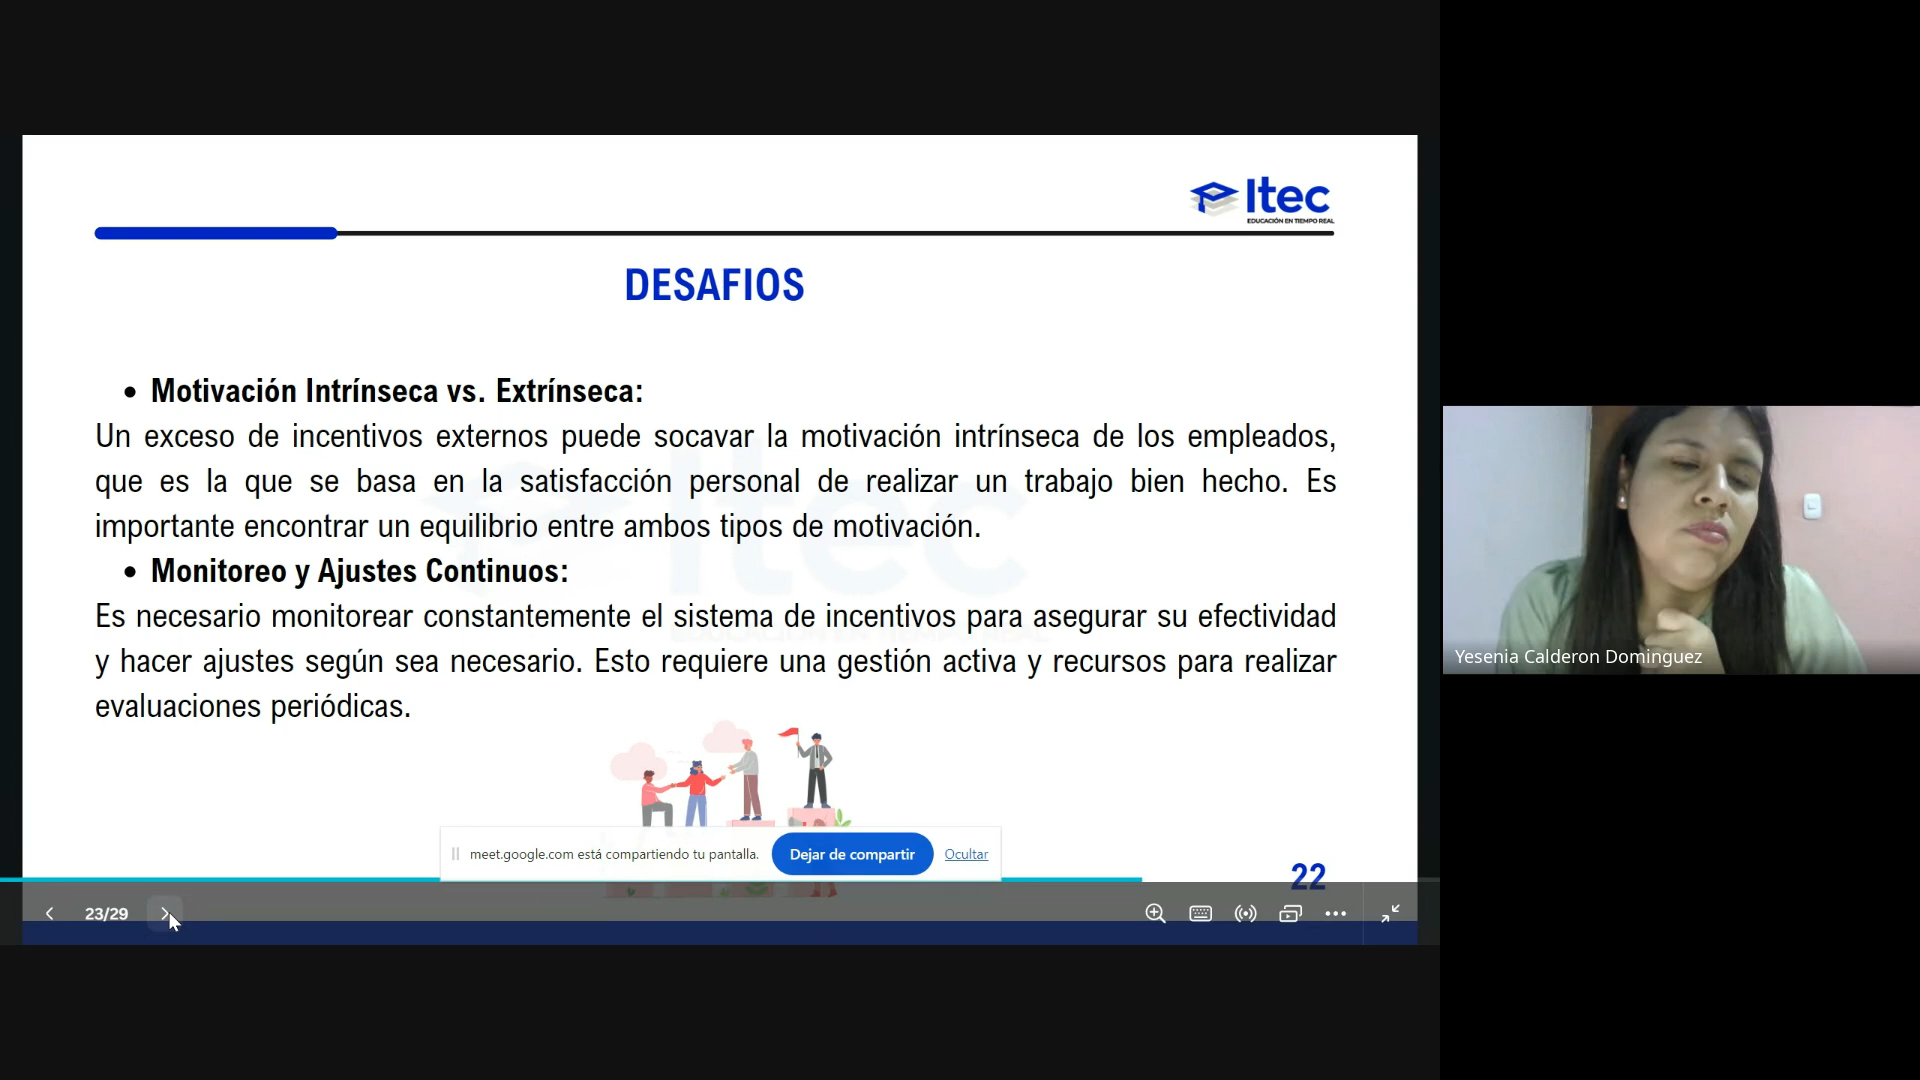 Itec
EDUCACIÓN EN TIEMPO REAL
DESAFIOS
• Motivación Intrínseca vs. Extrínseca:
Un exceso de incentivos externos puede socavar la motivación intrínseca de los empleados,
que es la que se basa en la satisfacción personal de realizar un trabajo bien hecho. Es
importante encontrar un equilibrio entre ambos tipos de motivación.
• Monitoreo y Ajustes Continuos:
Es necesario monitorear constantemente el sistema de incentivos para asegurar su efectividad
y hacer ajustes según sea necesario. Esto requiere una gestión activa y recursos para realizar
evaluaciones periódicas.
meet.google.com está compartiendo tu pantalla. Dejar de compartir Ocultar
22
23/29
Yesenia Calderon Dominguez